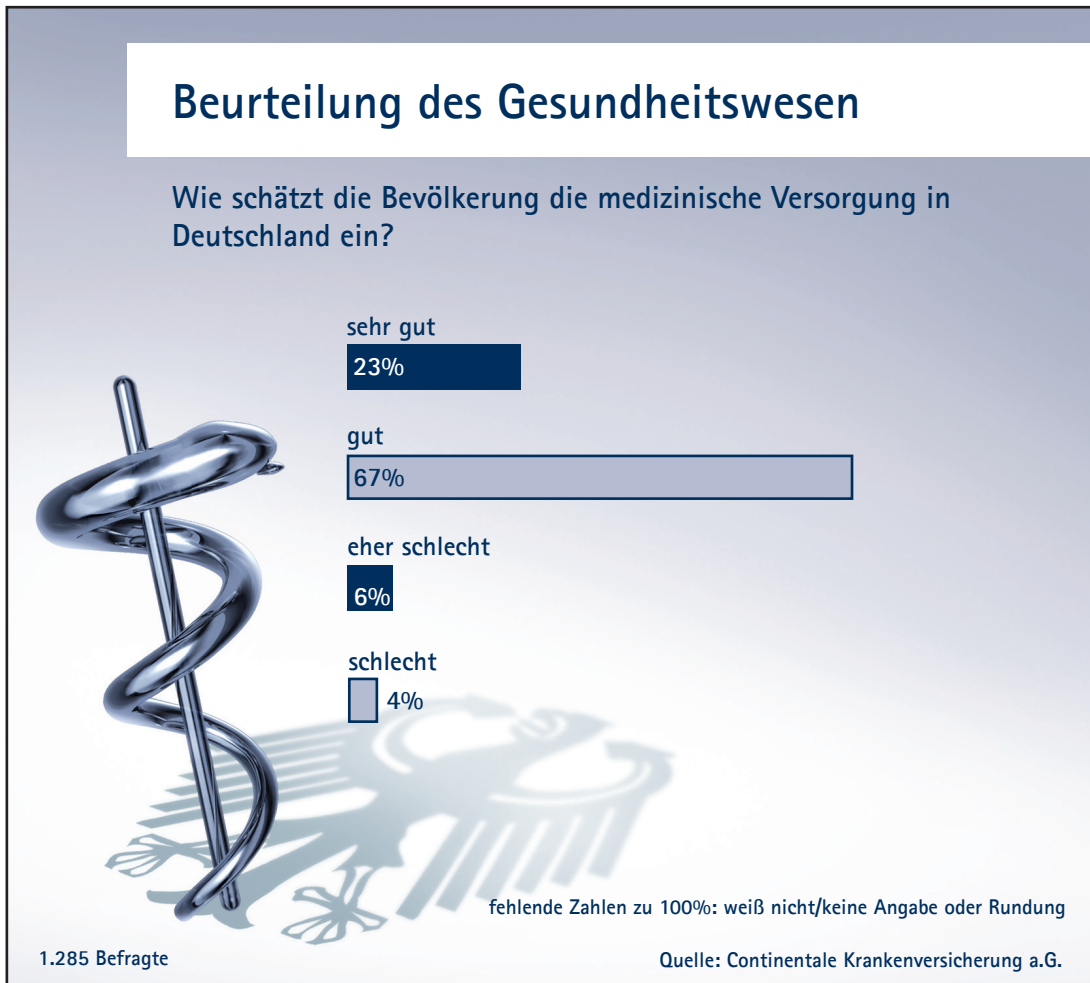 Beurteilung des Gesundheitswesen
Wie schätzt die Bevölkerung die medizinische Versorgung in
Deutschland ein?
sehr gut
23%
gut
67%
eher schlecht
6%
schlecht
4%
fehlende Zahlen zu 100%: weiß nicht/keine Angabe oder Rundung
1.285 Befragte
Quelle: Continentale Krankenversicherung a.G.